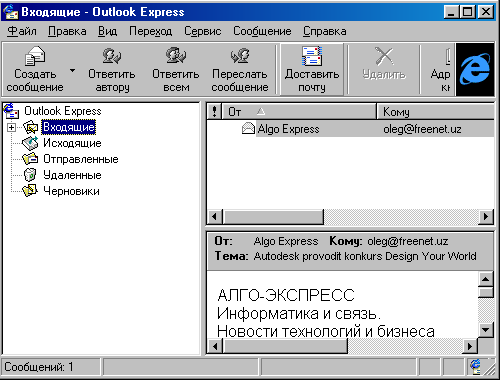 Входящие - Outlook Express
Файл Правка Вид Переход Сервис Сообщение Справка
Создать сообщение
Ответить автору
Ответить всем
Переслать сообщение
Доставить почту
Удалить
Outlook Express
Входящие
Исходящие
Отправленные
Удаленные
Черновики
! От Кому
Algo Express oleg@freenet.uz
От: Algo Express Кому: oleg@freenet.uz
Тема: Autodesk provodit konkurs Design Your World
АЛГО-ЭКСПРЕСС
Информатика и связь.
Новости технологий и бизнеса
Сообщений: 1